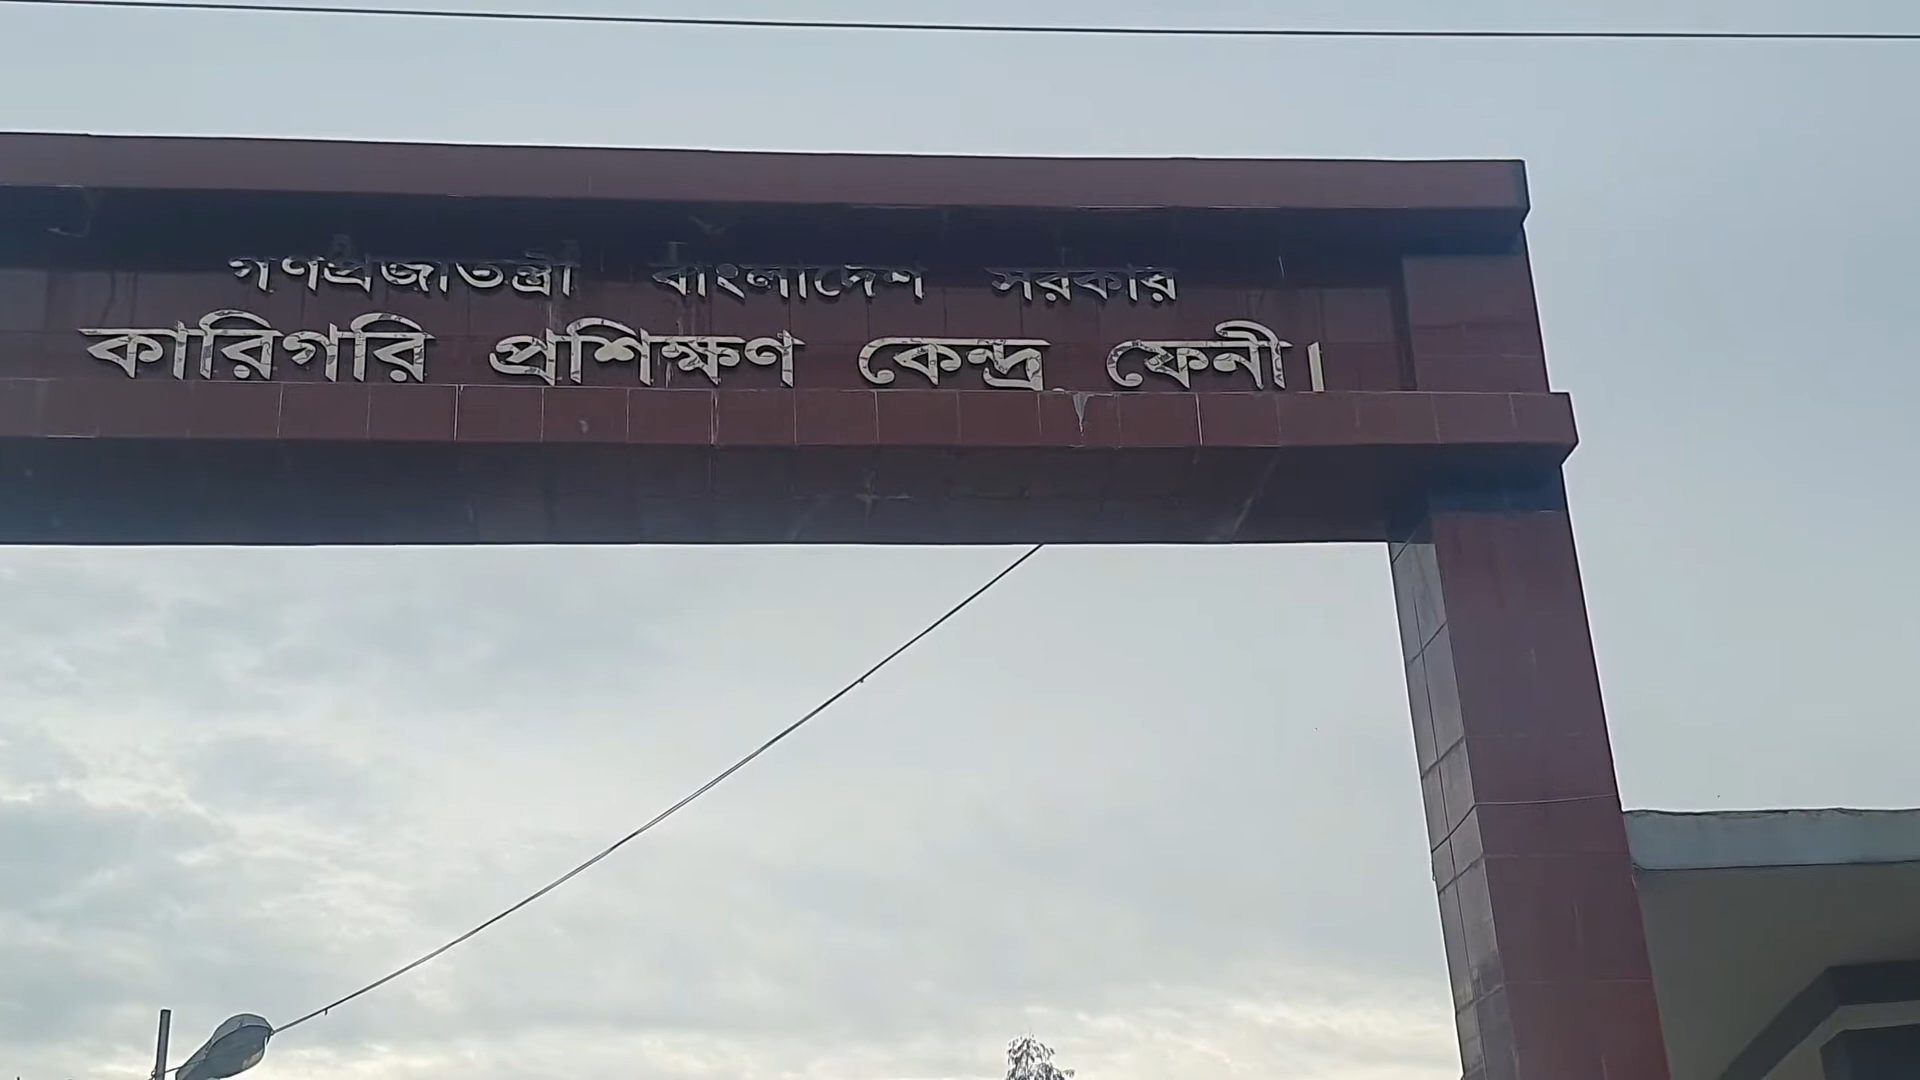 গণপ্রজাতন্ত্রী বাংলাদেশ সরকার
কারিগরি প্রশিক্ষণ কেন্দ্র ফেনী।